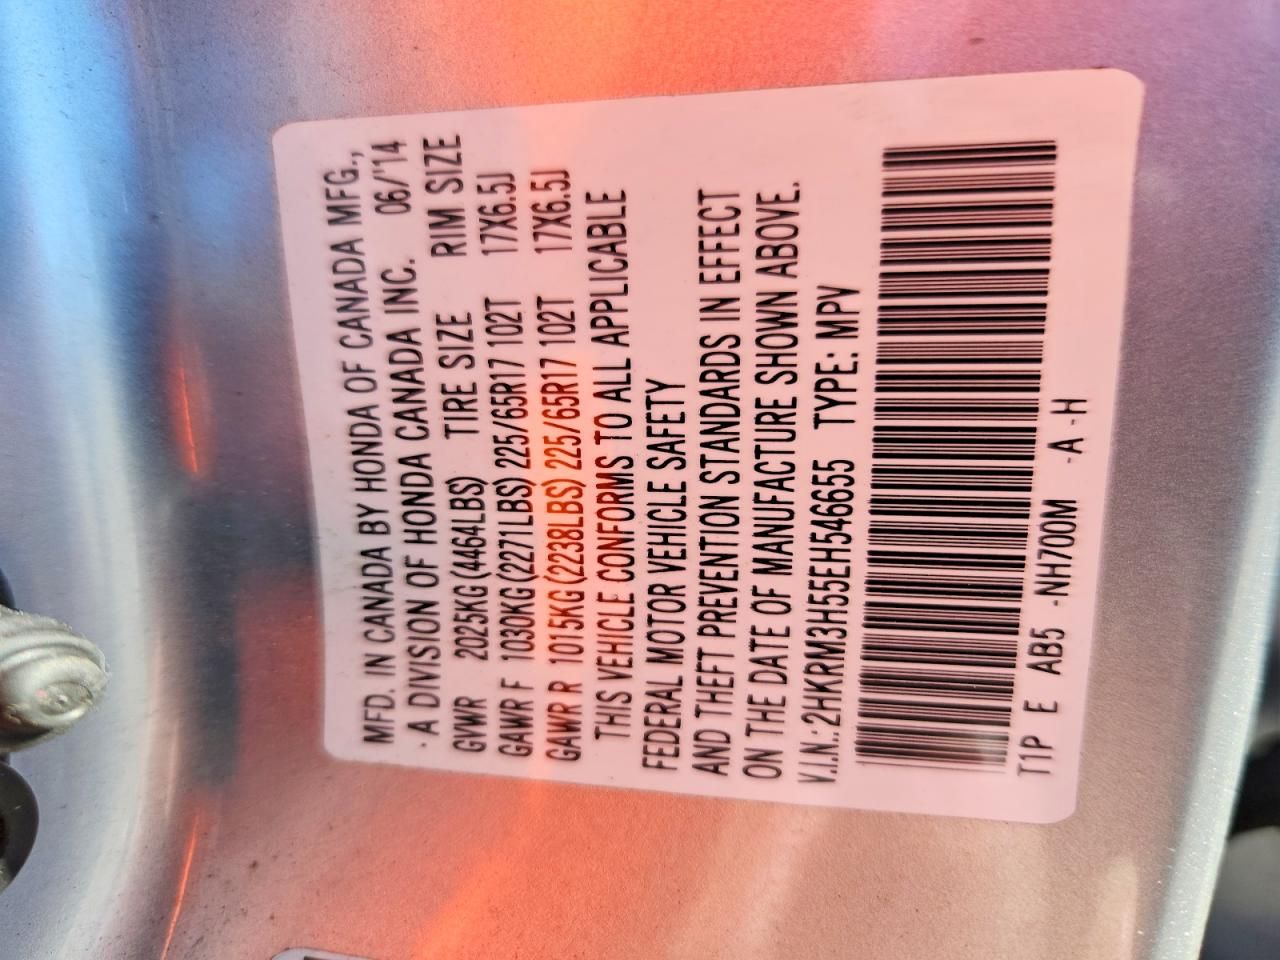 MFD. IN CANADA BY HONDA OF CANADA MFG.,
- A DIVISION OF HONDA CANADA INC. 06/'14
GVWR 2025KG(4464LBS) TIRE SIZE RIM SIZE
GAWR F 1030KG(2271LBS) 225/65R17 102T 17X6.5J
GAWR R 1015KG(2238LBS) 225/65R17 102T 17X6.5J
THIS VEHICLE CONFORMS TO ALL APPLICABLE
FEDERAL MOTOR VEHICLE SAFETY
AND THEFT PREVENTION STANDARDS IN EFFECT
ON THE DATE OF MANUFACTURE SHOWN ABOVE.
V.I.N.:2HKRM3H55EH546655 TYPE: MPV
T1P E AB5 -NH700M -A -H